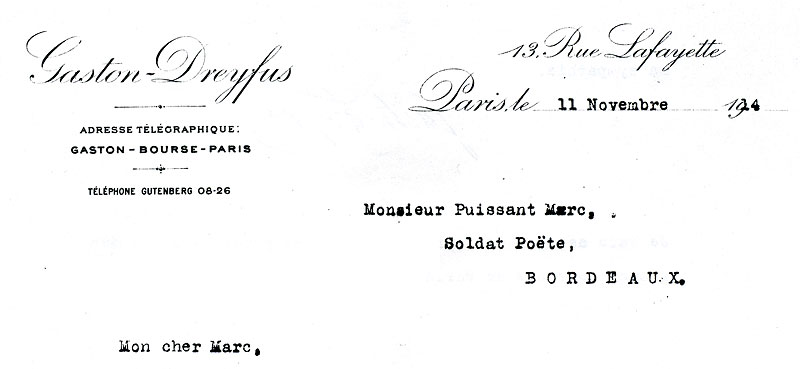 Gaston-Dreyfus
ADRESSE TÉLÉGRAPHIQUE:
GASTON-BOURSE-PARIS
TÉLÉPHONE GUTENBERG 08-26
13, Rue Lafayette
Paris, le 11 Novembre 1914
Monsieur Puissant Marc,
Soldat Poëte,
BORDEAUX.
Mon cher Marc,